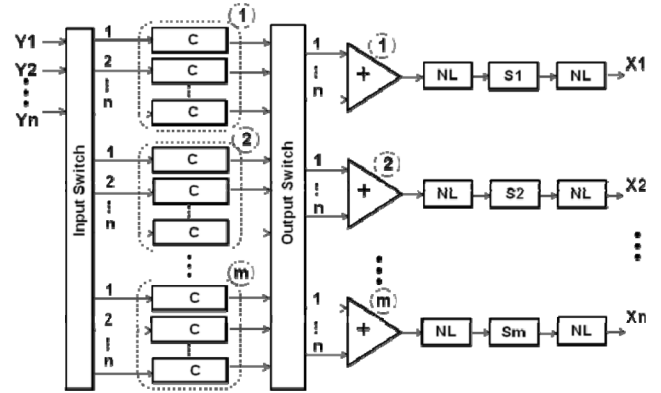 Y1
Y2
Yn
Input Switch
1
2
n
C
C
C
1
1
2
n
C
C
C
2
1
2
n
C
C
C
m
Output Switch
1
n
+
1
NL
S1
NL
X1
1
n
+
2
NL
S2
NL
X2
1
n
+
m
NL
Sm
NL
Xn